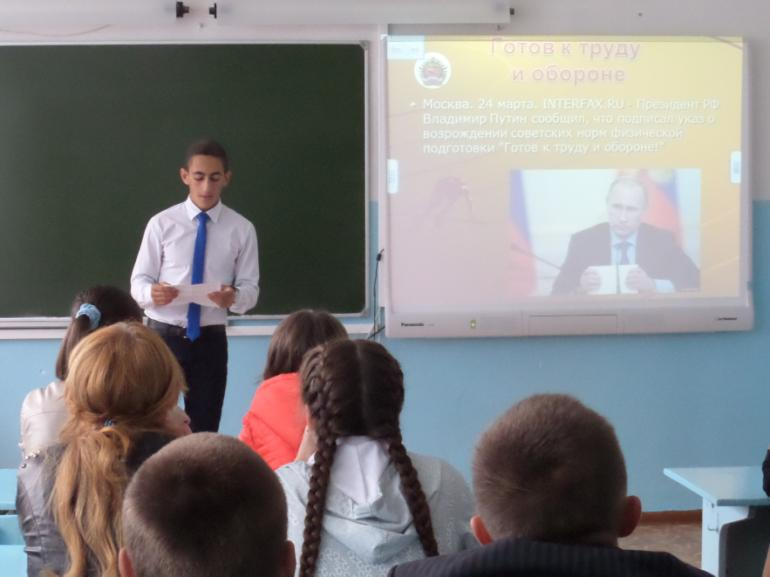 Готов к труду
и обороне
Москва. 24 марта. INTERFAX.RU - Президент РФ
Владимир Путин сообщил, что подписал указ о
возрождении советских норм физической
подготовки "Готов к труду и обороне!"
Panasonic